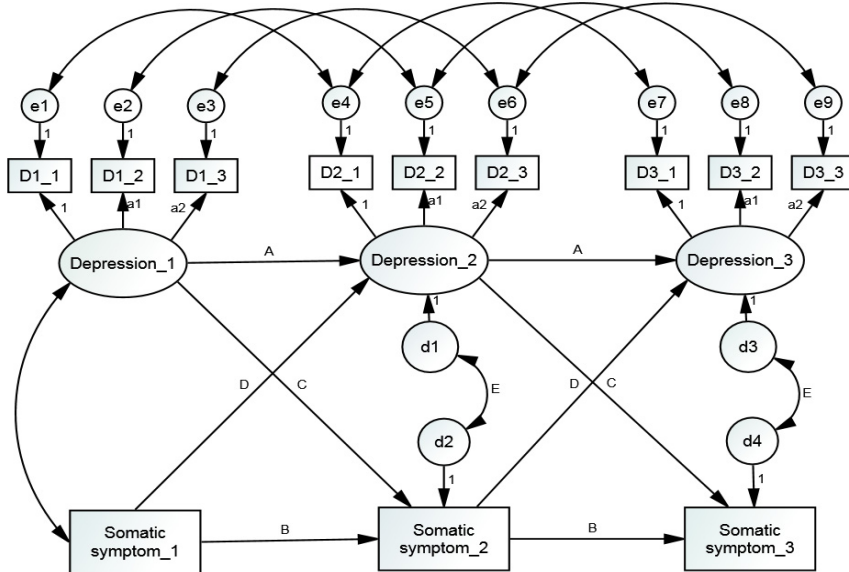 e1 e2 e3 e4 e5 e6 e7 e8 e9
1 1 1 1 1 1 1 1 1
D1_1 D1_2 D1_3 D2_1 D2_2 D2_3 D3_1 D3_2 D3_3
1 a1 a2 1 a1 a2 1 a1 a2
Depression_1 A Depression_2 A Depression_3
1 1
d1 d3
D C E D C E
d2 d4
1 1
Somatic
symptom_1
B
Somatic
symptom_2
B
Somatic
symptom_3